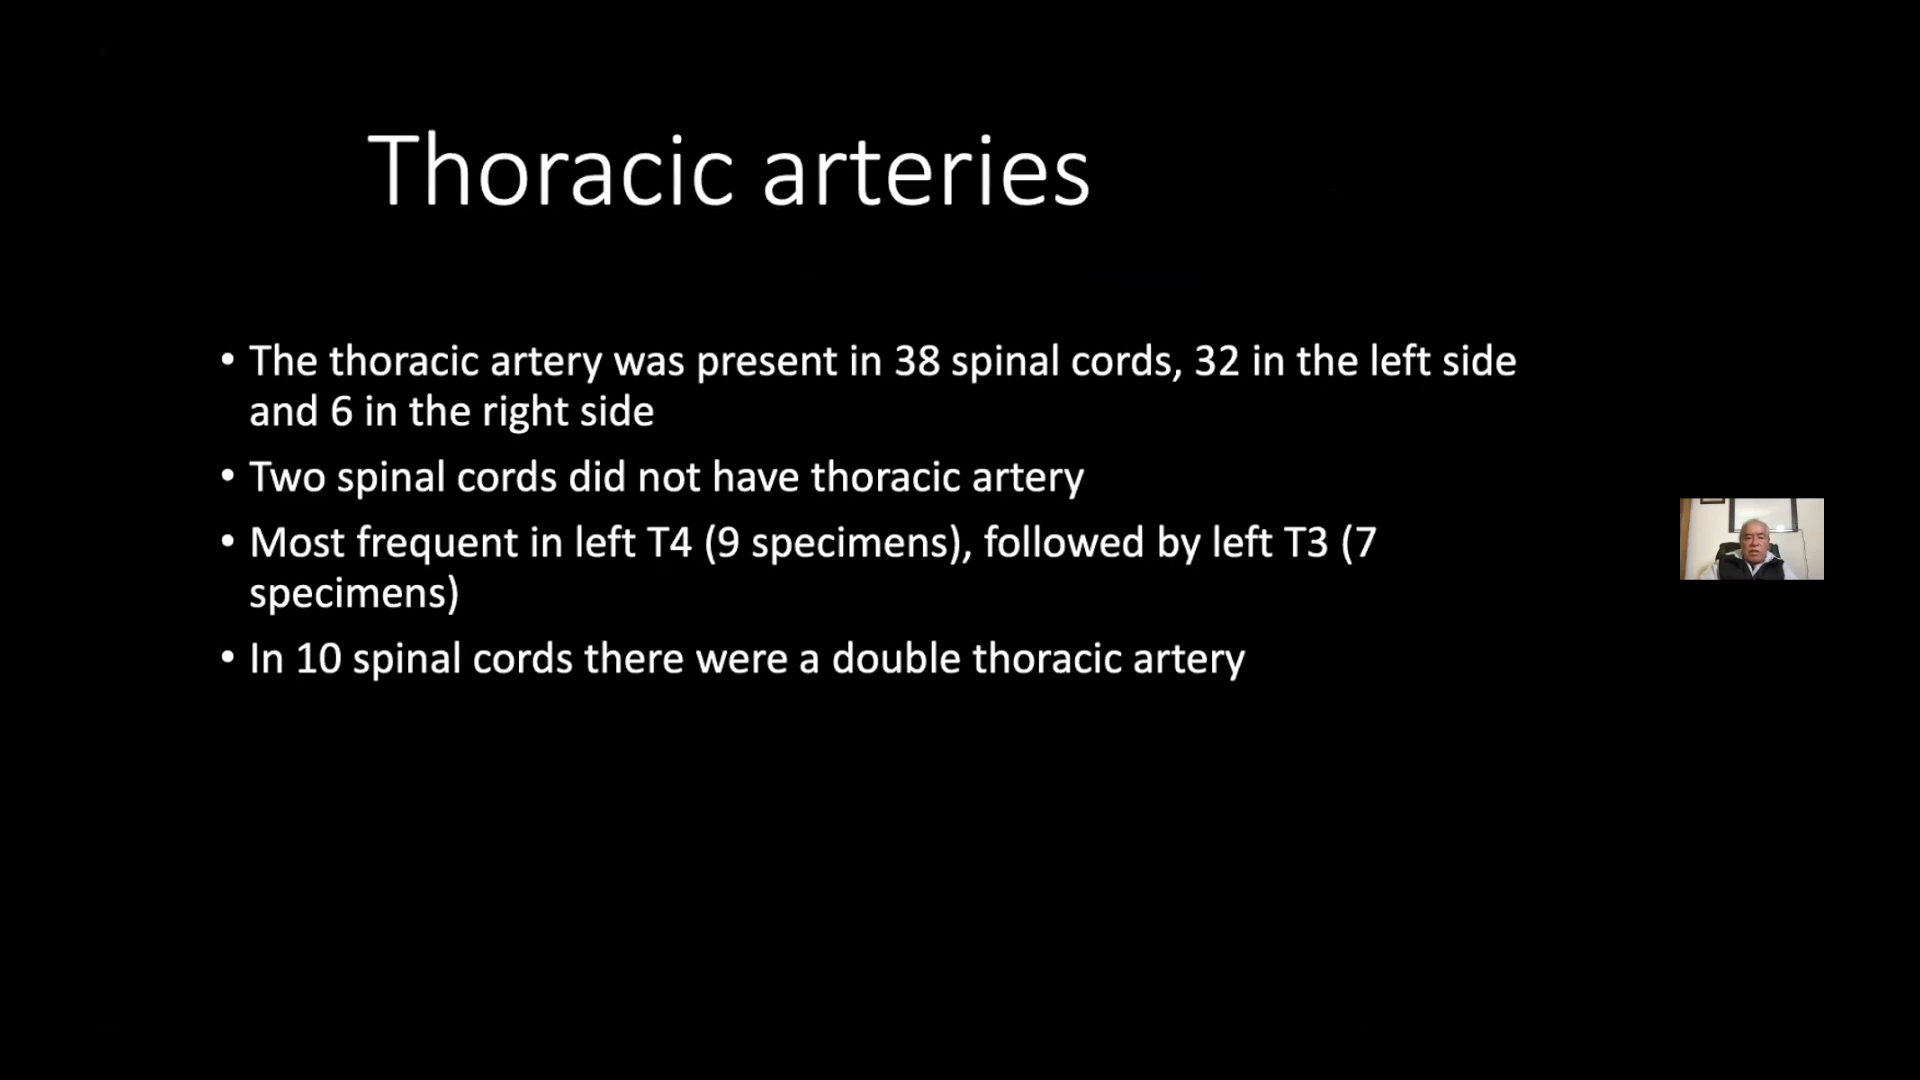 Thoracic arteries
• The thoracic artery was present in 38 spinal cords, 32 in the left side
and 6 in the right side
• Two spinal cords did not have thoracic artery
• Most frequent in left T4 (9 specimens), followed by left T3 (7
specimens)
• In 10 spinal cords there were a double thoracic artery